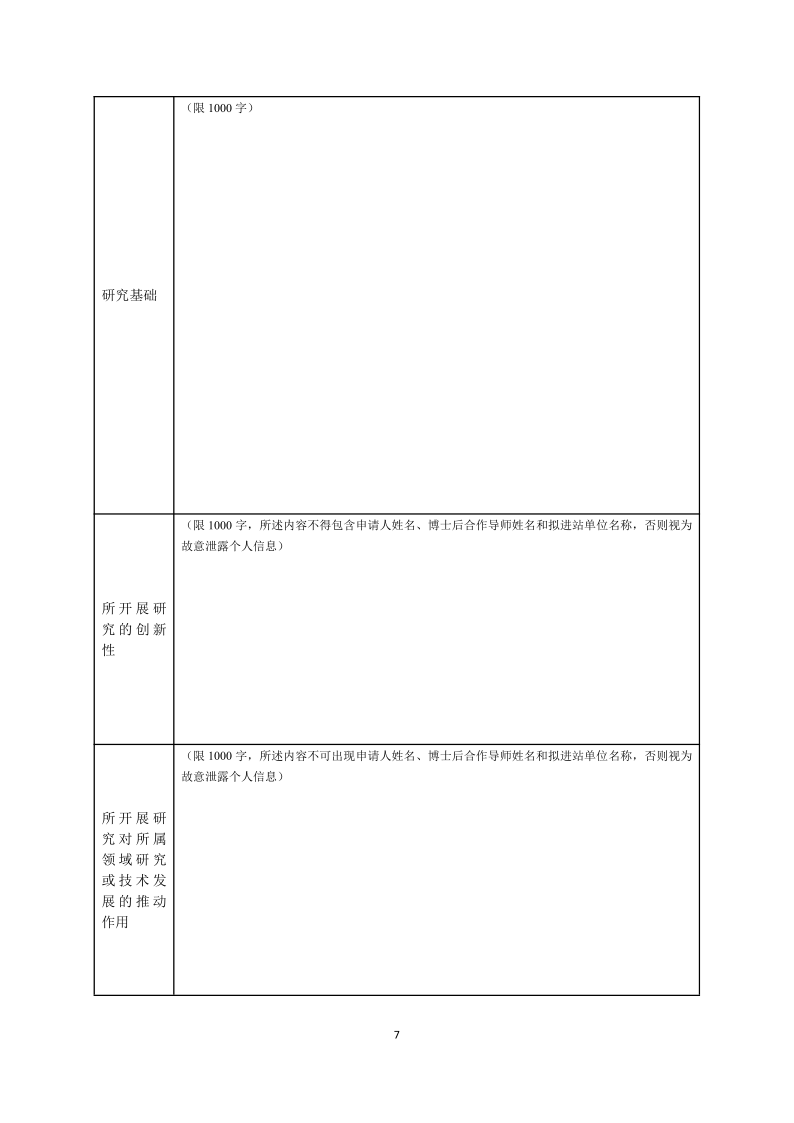 （限 1000 字）
研究基础
（限 1000 字，所述内容不得包含申请人姓名、博士后合作导师姓名和拟进站单位名称，否则视为
故意泄露个人信息）
所开展研
究的创新
性
（限 1000 字，所述内容不可出现申请人姓名、博士后合作导师姓名和拟进站单位名称，否则视为
故意泄露个人信息）
所开展研
究对所属
领域研究
或技术发
展的推动
作用
7